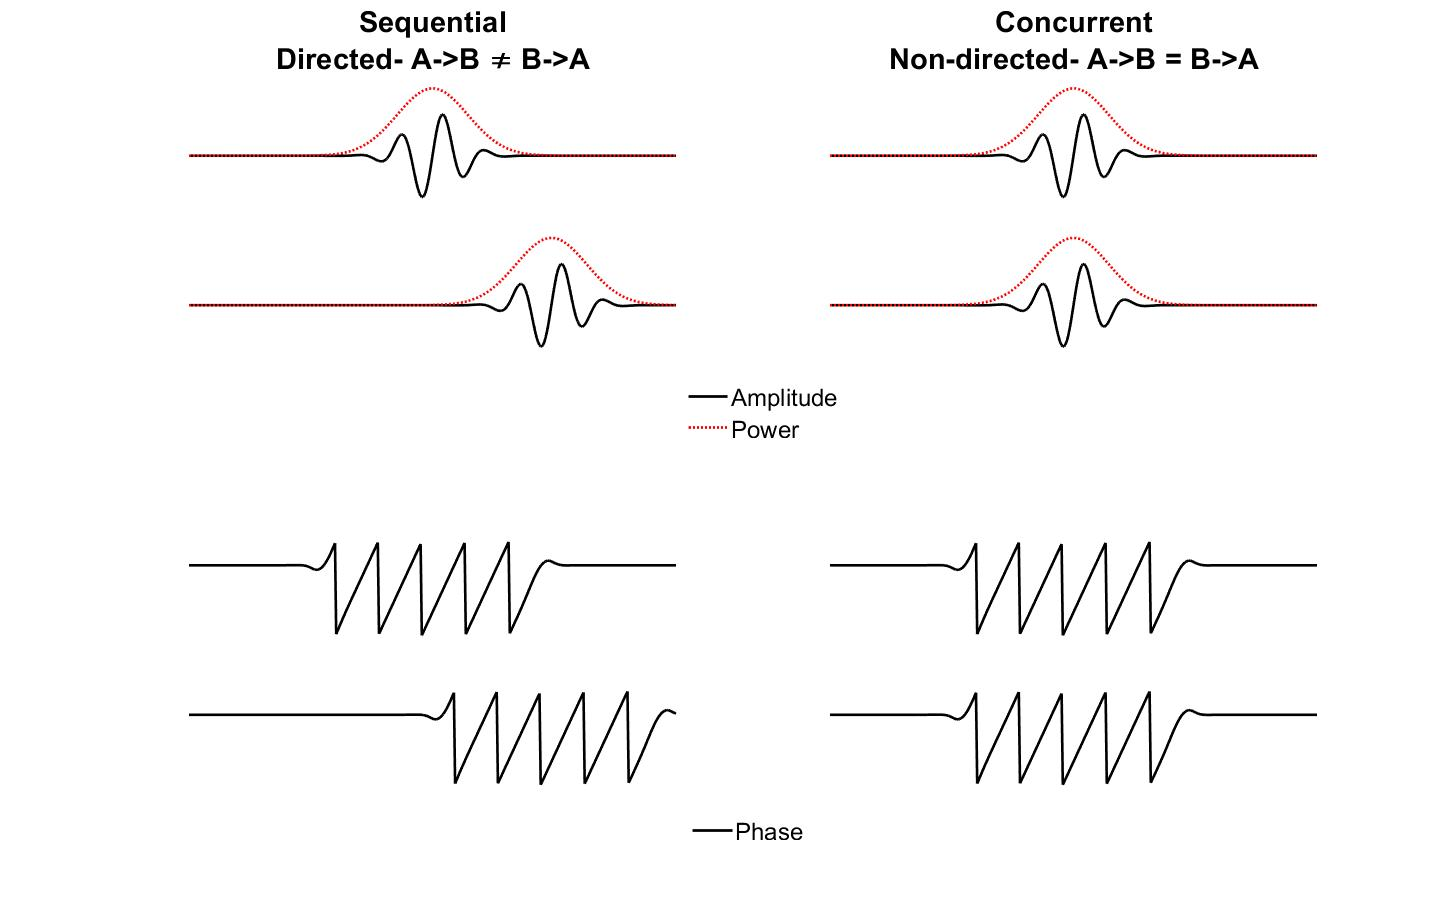 Sequential
Directed- A->B ≠ B->A
Concurrent
Non-directed- A->B = B->A
Amplitude
Power
Phase